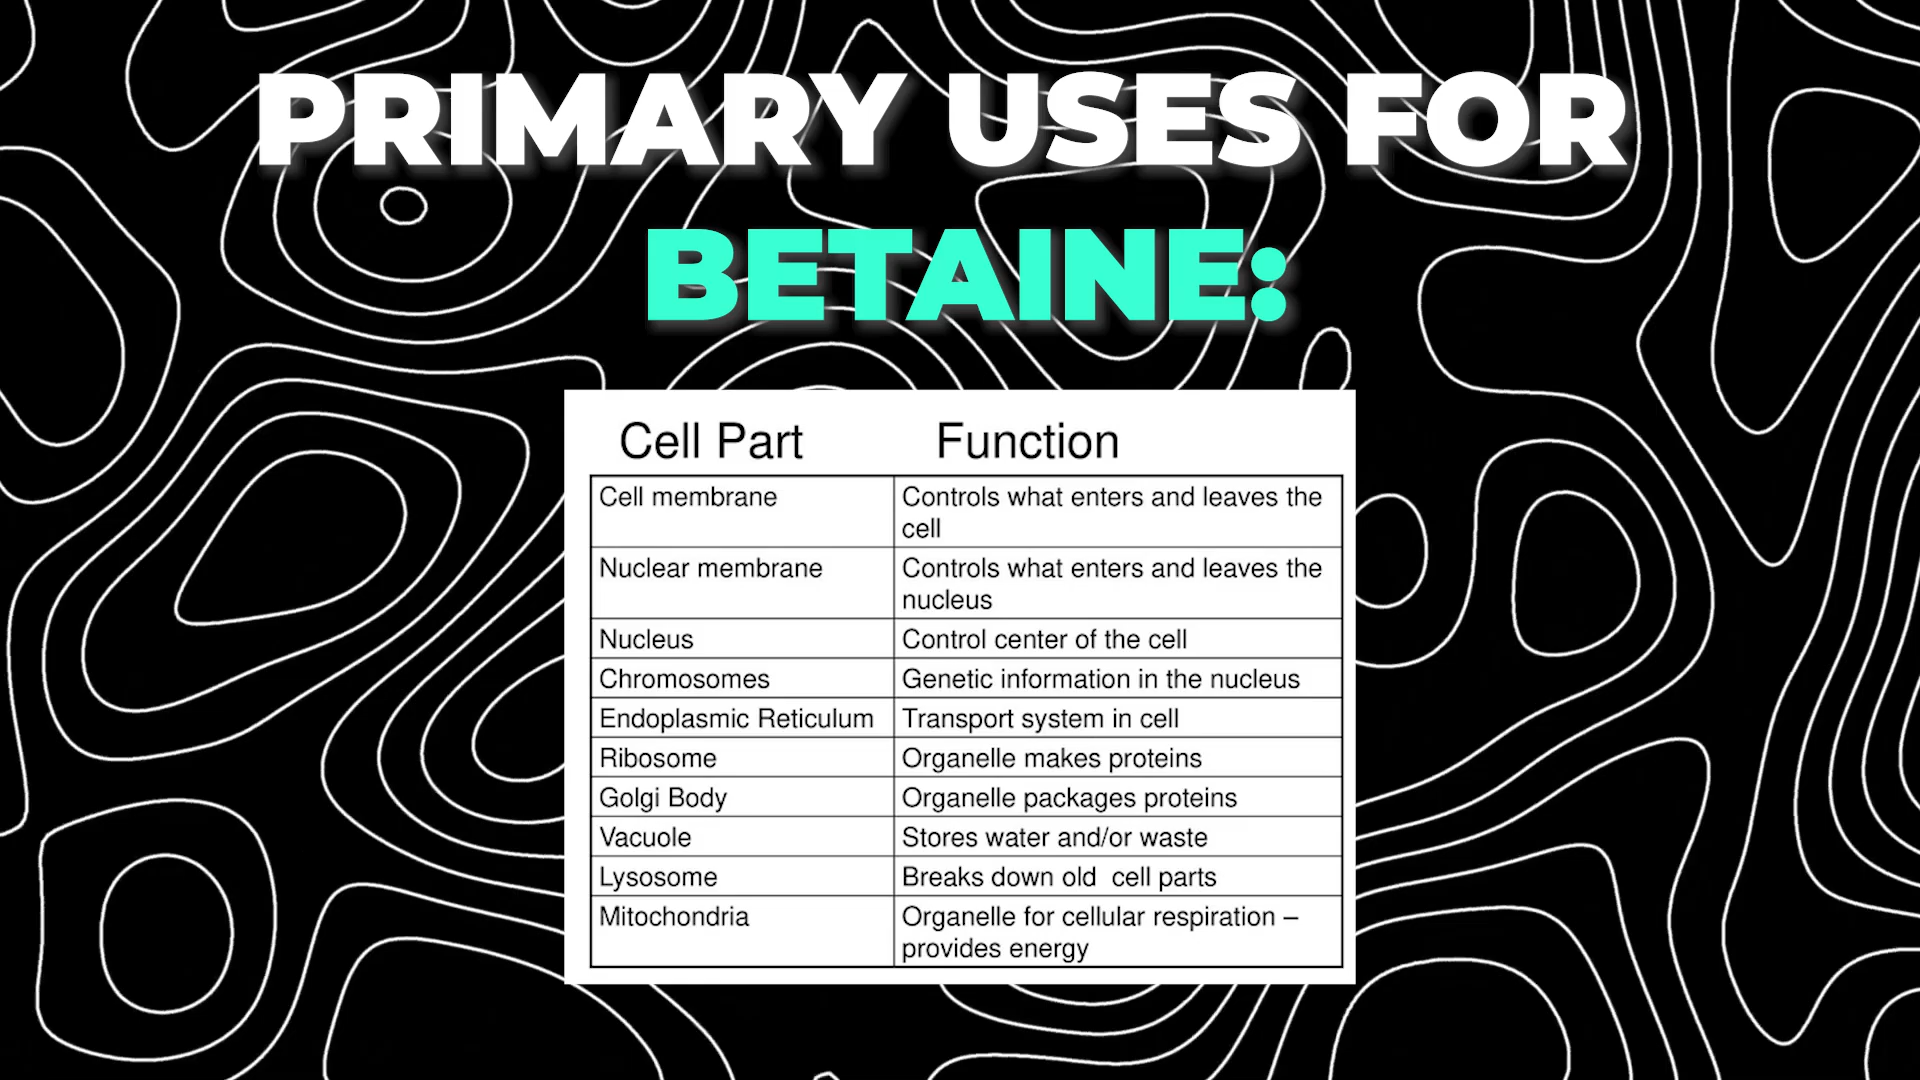 PRIMARY USES FOR
BETAINE:
Cell Part Function
Cell membrane Controls what enters and leaves the
cell
Nuclear membrane Controls what enters and leaves the
nucleus
Nucleus Control center of the cell
Chromosomes Genetic information in the nucleus
Endoplasmic Reticulum Transport system in cell
Ribosome Organelle makes proteins
Golgi Body Organelle packages proteins
Vacuole Stores water and/or waste
Lysosome Breaks down old  cell parts
Mitochondria Organelle for cellular respiration –
provides energy